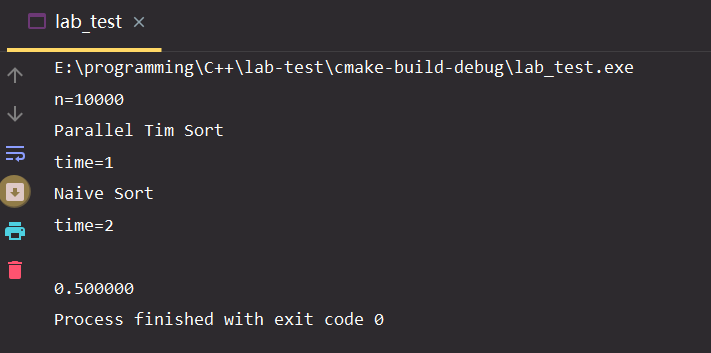 lab_test ×
E:\programming\C++\lab-test\cmake-build-debug\lab_test.exe
n=10000
Parallel Tim Sort
time=1
Naive Sort
time=2
0.500000
Process finished with exit code 0